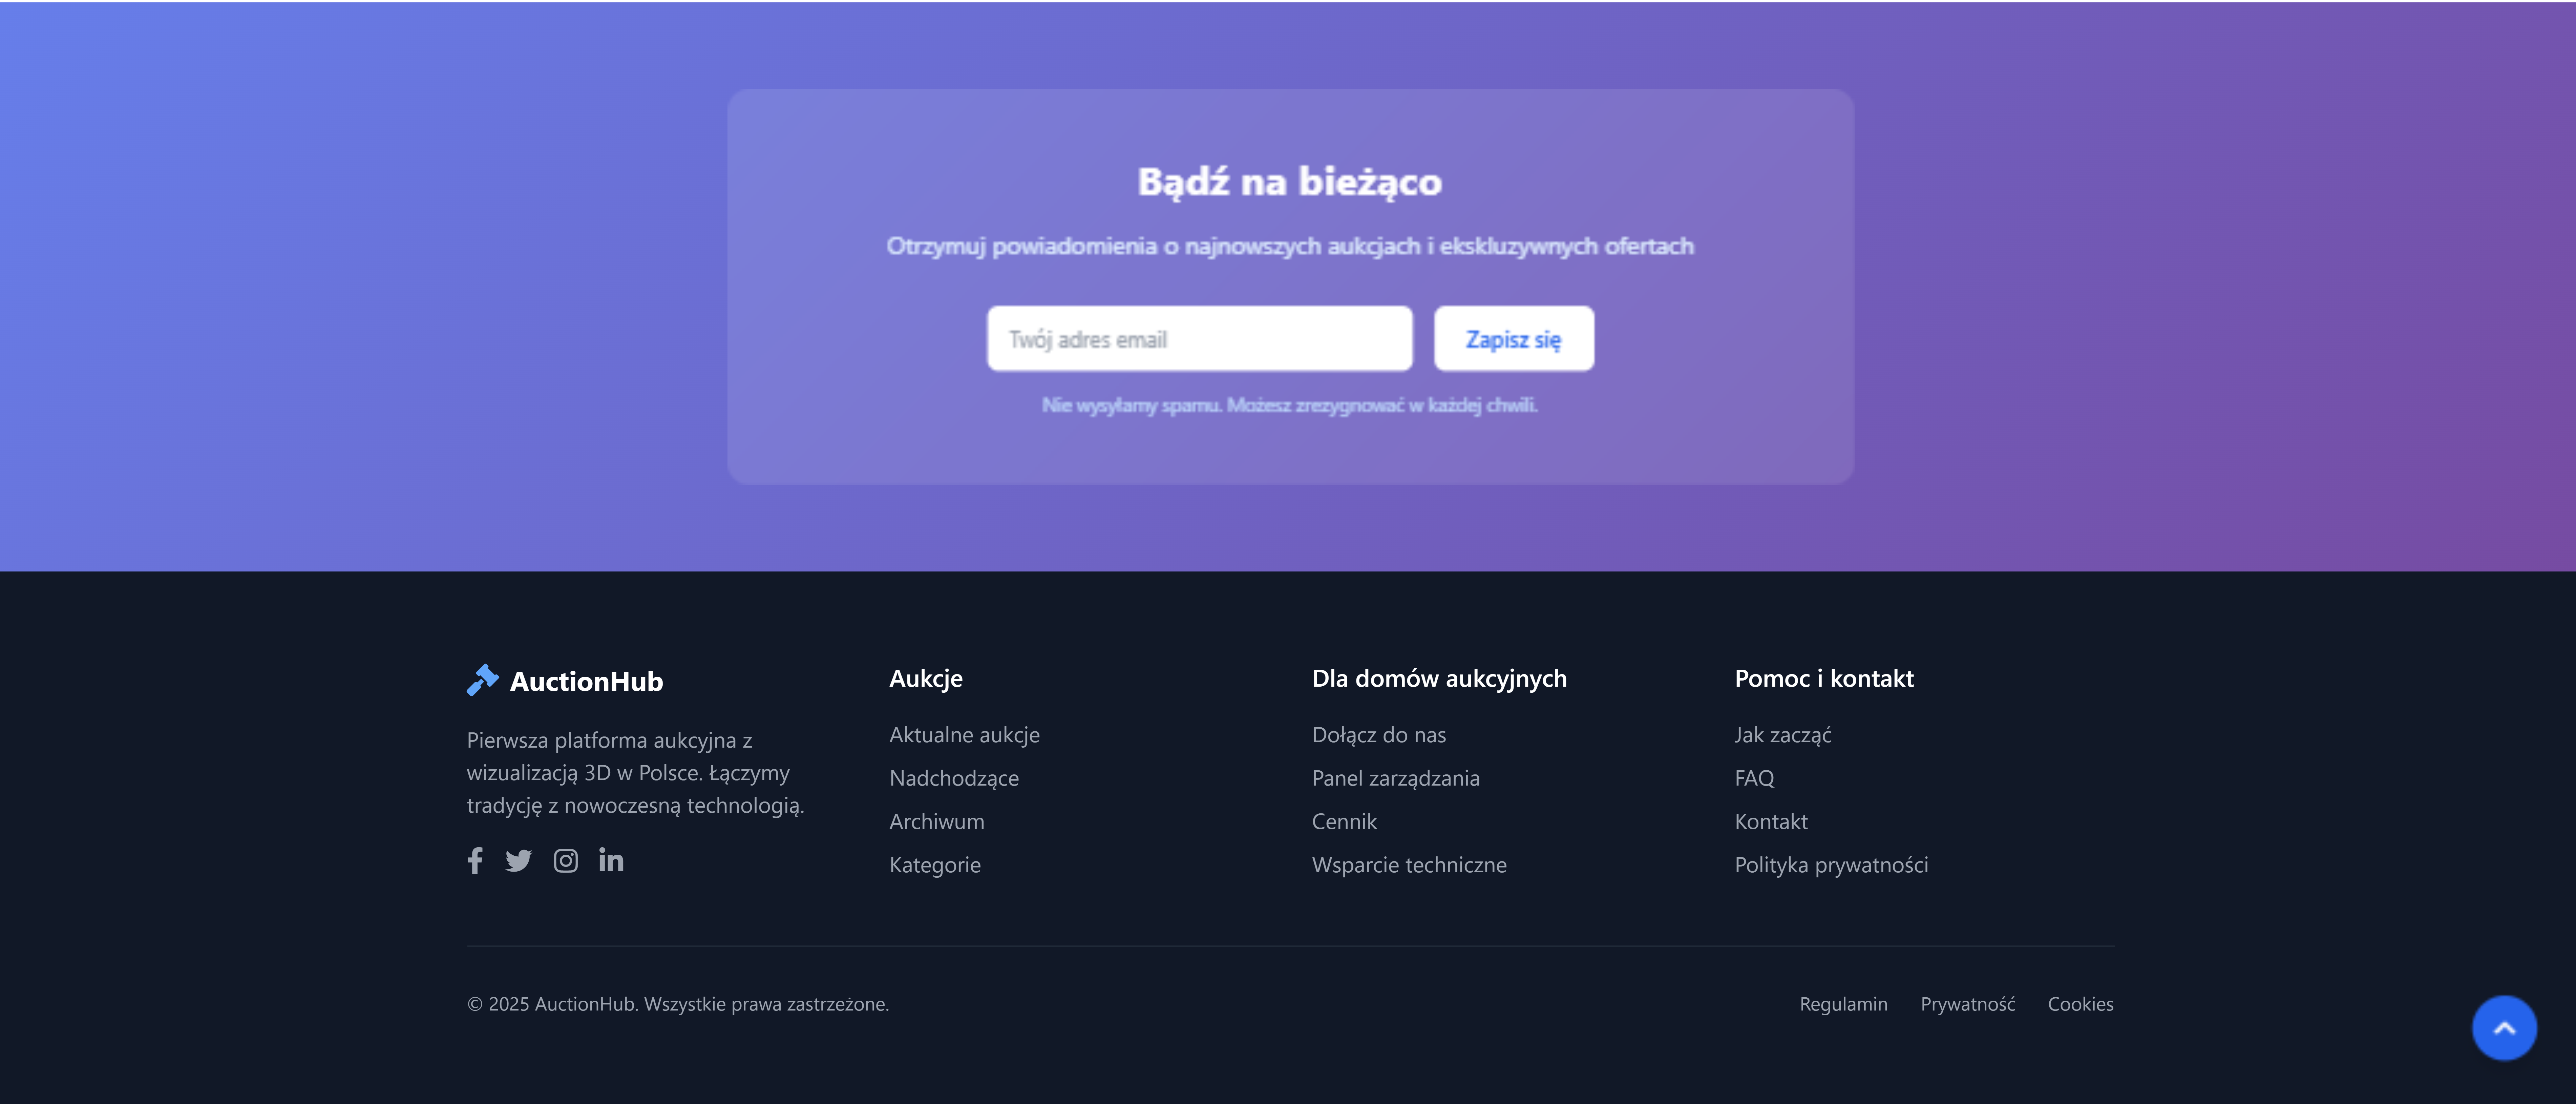 Bądź na bieżąco
Otrzymuj powiadomienia o najnowszych aukcjach i ekskluzywnych ofertach
Twój adres email
Zapisz się
Nie wysyłamy spamu. Możesz zrezygnować w każdej chwili.
AuctionHub
Pierwsza platforma aukcyjna z
wizualizacją 3D w Polsce. Łączymy
tradycję z nowoczesną technologią.
Aukcje
Aktualne aukcje
Nadchodzące
Archiwum
Kategorie
Dla domów aukcyjnych
Dołącz do nas
Panel zarządzania
Cennik
Wsparcie techniczne
Pomoc i kontakt
Jak zacząć
FAQ
Kontakt
Polityka prywatności
© 2025 AuctionHub. Wszystkie prawa zastrzeżone.
Regulamin
Prywatność
Cookies